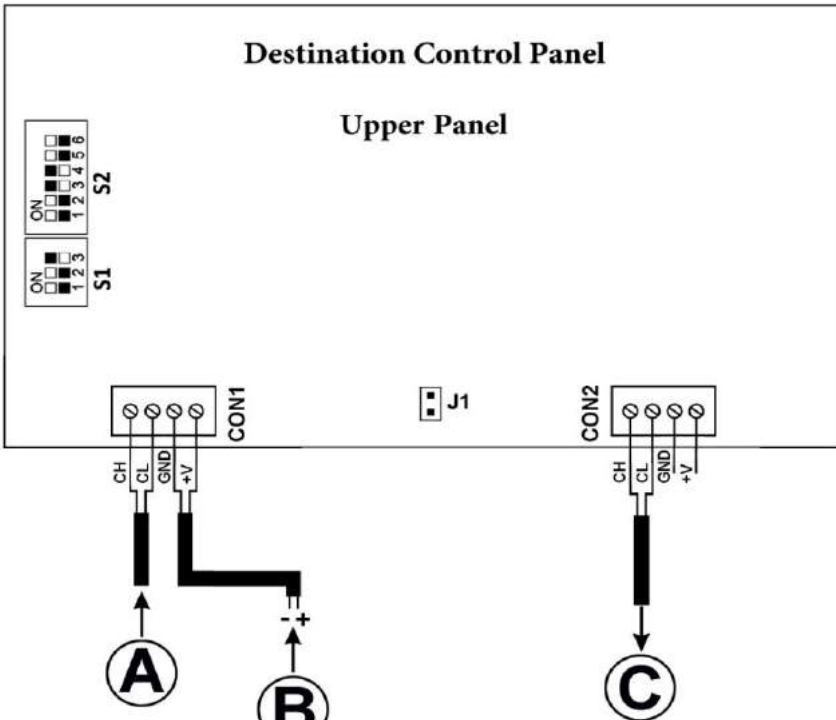 Destination Control Panel
Upper Panel
ON
1 2 3 4 5 6
S2
ON
1 2 3
S1
CON1
J1
CON2
CH
CL
GND
+V
CH
CL
GND
+V
- +
A
B
C